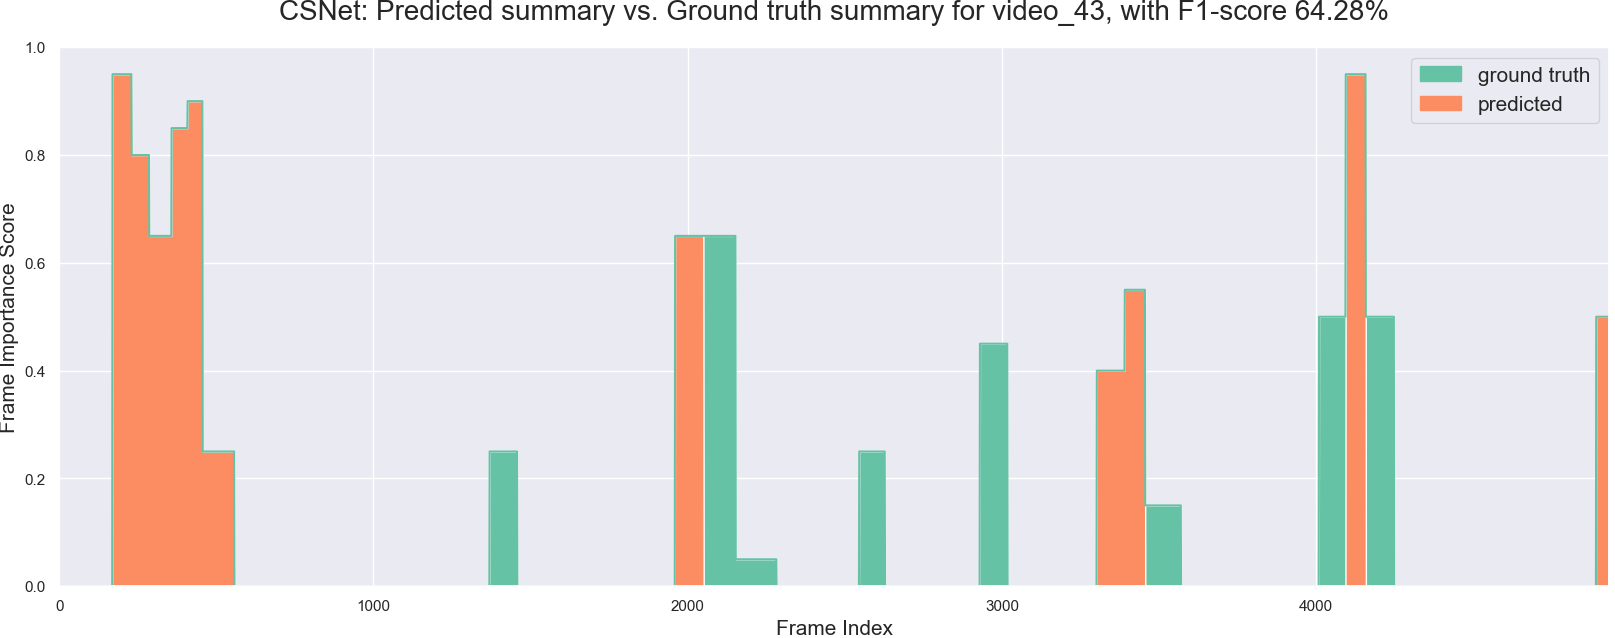 CSNet: Predicted summary vs. Ground truth summary for video_43, with F1-score 64.28%
Frame Importance Score
1.0
0.8
0.6
0.4
0.2
0.0
ground truth
predicted
0 1000 2000 3000 4000
Frame Index